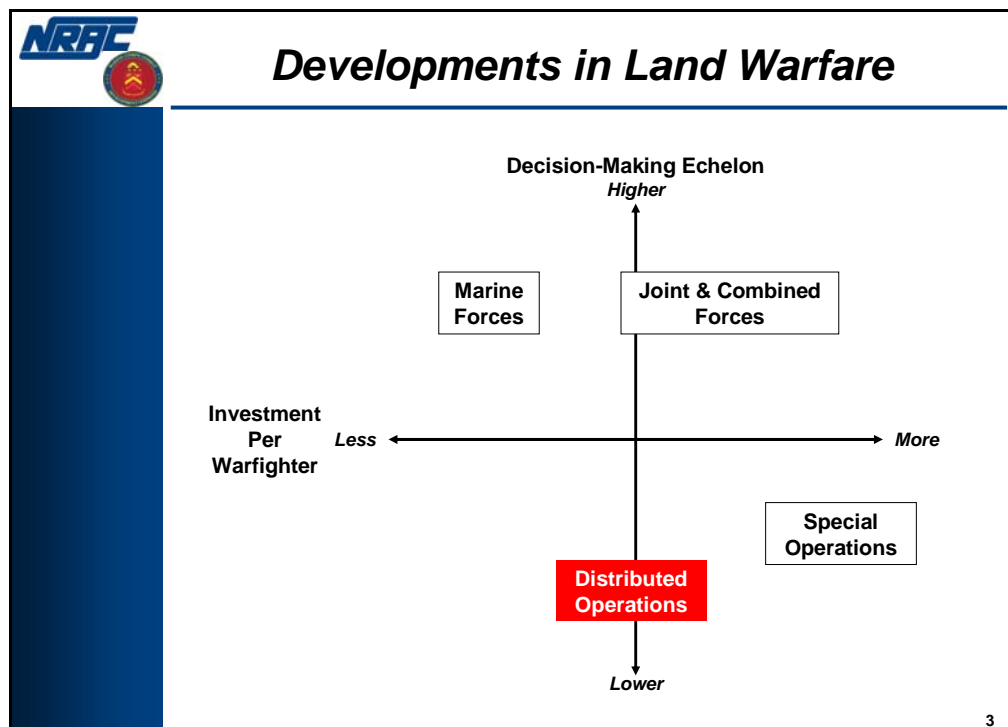 NRAC
Developments in Land Warfare
Decision-Making Echelon
Higher
Marine
Forces
Joint & Combined
Forces
Investment
Per
Warfighter
Less
More
Special
Operations
Distributed
Operations
Lower
3